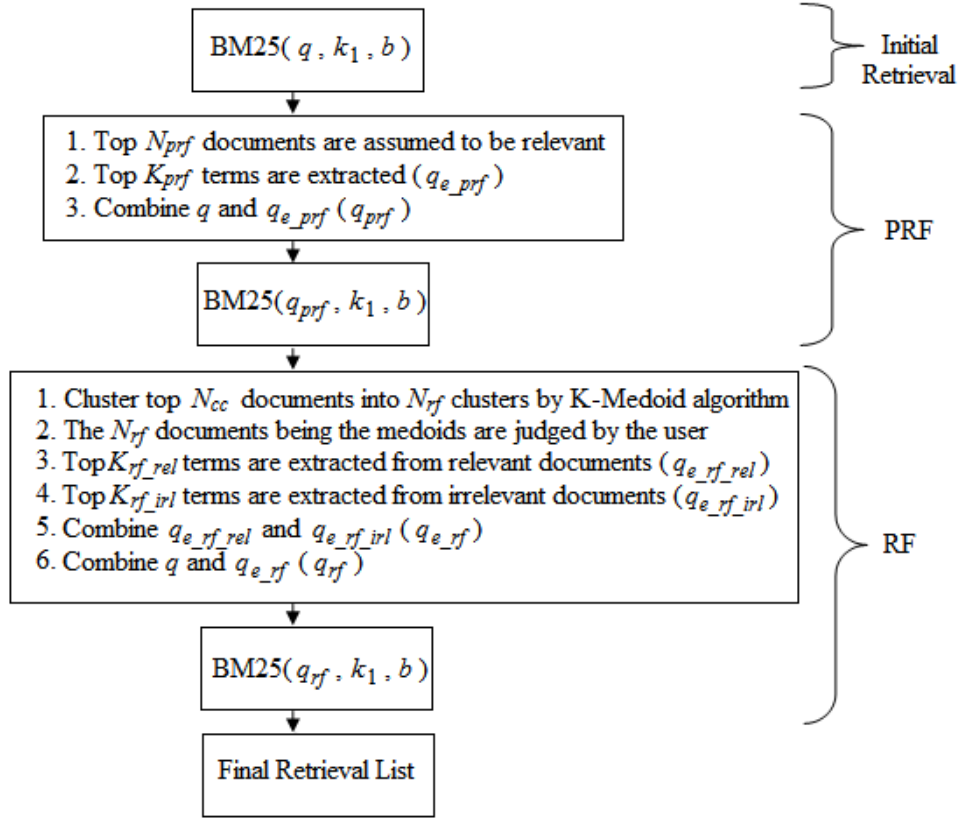 BM25( q , k1 , b )
Initial
Retrieval
1. Top Nprf documents are assumed to be relevant
2. Top Kprf terms are extracted ( qe_prf )
3. Combine q and qe_prf ( qprf )
PRF
BM25( qprf , k1 , b )
1. Cluster top Ncc documents into Nrf clusters by K-Medoid algorithm
2. The Nrf documents being the medoids are judged by the user
3. Top Krf_rel terms are extracted from relevant documents ( qe_rf_rel )
4. Top Krf_irl terms are extracted from irrelevant documents ( qe_rf_irl )
5. Combine qe_rf_rel and qe_rf_irl ( qe_rf )
6. Combine q and qe_rf ( qrf )
RF
BM25( qrf , k1 , b )
Final Retrieval List